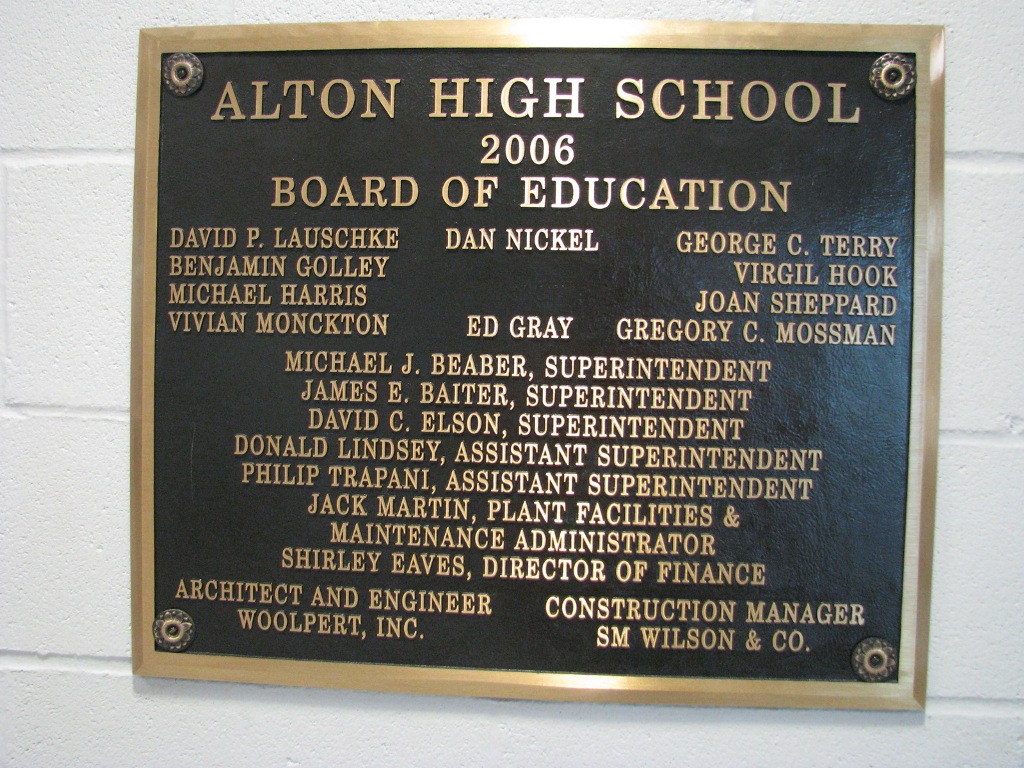 ALTON HIGH SCHOOL
2006
BOARD OF EDUCATION
DAVID P. LAUSCHKE DAN NICKEL GEORGE C. TERRY
BENJAMIN GOLLEY VIRGIL HOOK
MICHAEL HARRIS JOAN SHEPPARD
VIVIAN MONCKTON ED GRAY GREGORY C. MOSSMAN
MICHAEL J. BEABER, SUPERINTENDENT
JAMES E. BAITER, SUPERINTENDENT
DAVID C. ELSON, SUPERINTENDENT
DONALD LINDSEY, ASSISTANT SUPERINTENDENT
PHILIP TRAPANI, ASSISTANT SUPERINTENDENT
JACK MARTIN, PLANT FACILITIES &
MAINTENANCE ADMINISTRATOR
SHIRLEY EAVES, DIRECTOR OF FINANCE
ARCHITECT AND ENGINEER CONSTRUCTION MANAGER
WOOLPERT, INC. SM WILSON & CO.